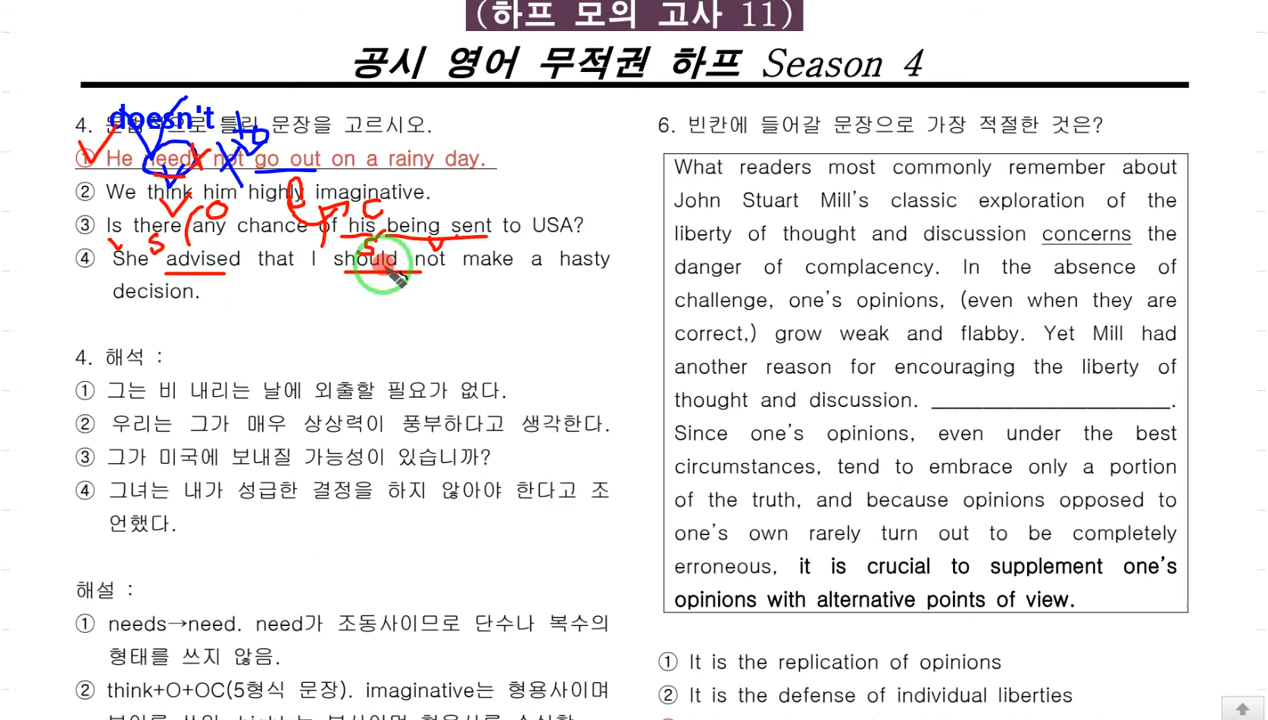 (하프 모의 고사 11)
공시 영어 무적권 하프 Season 4
4. 문법적으로 틀린 문장을 고르시오.
doesn't
to
① He needs not go out on a rainy day.
② We think him highly imaginative.
O
C
③ Is there any chance of his being sent to USA?
S
S
④ She advised that I should not make a hasty
decision.
4. 해석 :
① 그는 비 내리는 날에 외출할 필요가 없다.
② 우리는 그가 매우 상상력이 풍부하다고 생각한다.
③ 그가 미국에 보내질 가능성이 있습니까?
④ 그녀는 내가 성급한 결정을 하지 않아야 한다고 조
언했다.
해설 :
① needs→need. need가 조동사이므로 단수나 복수의
형태를 쓰지 않음.
② think+O+OC(5형식 문장). imaginative는 형용사이며
6. 빈칸에 들어갈 문장으로 가장 적절한 것은?
What readers most commonly remember about
John Stuart Mill's classic exploration of the
liberty of thought and discussion concerns the
danger of complacency. In the absence of
challenge, one's opinions, (even when they are
correct,) grow weak and flabby. Yet Mill had
another reason for encouraging the liberty of
thought and discussion. ________________________.
Since one's opinions, even under the best
circumstances, tend to embrace only a portion
of the truth, and because opinions opposed to
one's own rarely turn out to be completely
erroneous, it is crucial to supplement one's
opinions with alternative points of view.
① It is the replication of opinions
② It is the defense of individual liberties